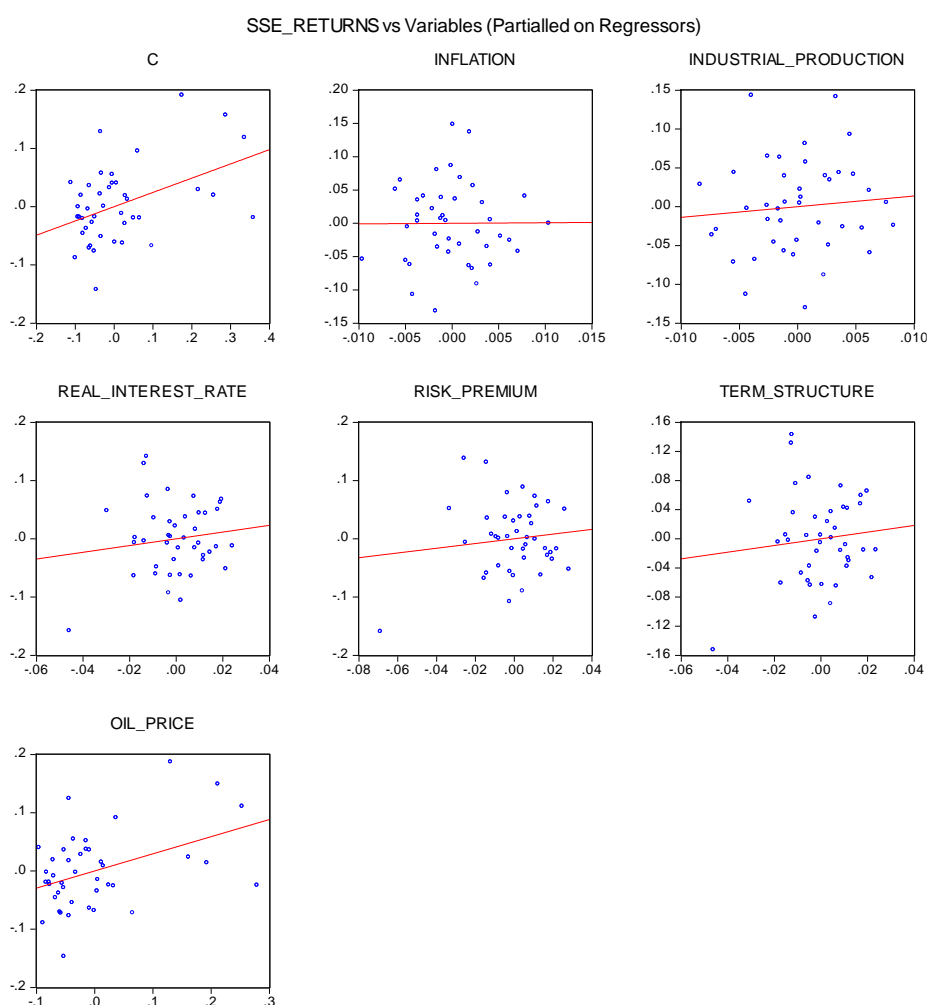 SSE_RETURNS vs Variables (Partialled on Regressors)
C
.2
.1
.0
-.1
-.2
-.2 -.1 .0 .1 .2 .3 .4
INFLATION
.20
.15
.10
.05
.00
-.05
-.10
-.15
-.010 -.005 .000 .005 .010 .015
INDUSTRIAL_PRODUCTION
.15
.10
.05
.00
-.05
-.10
-.15
-.010 -.005 .000 .005 .010
REAL_INTEREST_RATE
.2
.1
.0
-.1
-.2
-.06 -.04 -.02 .00 .02 .04
RISK_PREMIUM
.2
.1
.0
-.1
-.2
-.08 -.06 -.04 -.02 .00 .02 .04
TERM_STRUCTURE
.16
.12
.08
.04
.00
-.04
-.08
-.12
-.16
-.06 -.04 -.02 .00 .02 .04
OIL_PRICE
.2
.1
.0
-.1
-.2
-.1 .0 .1 .2 .3